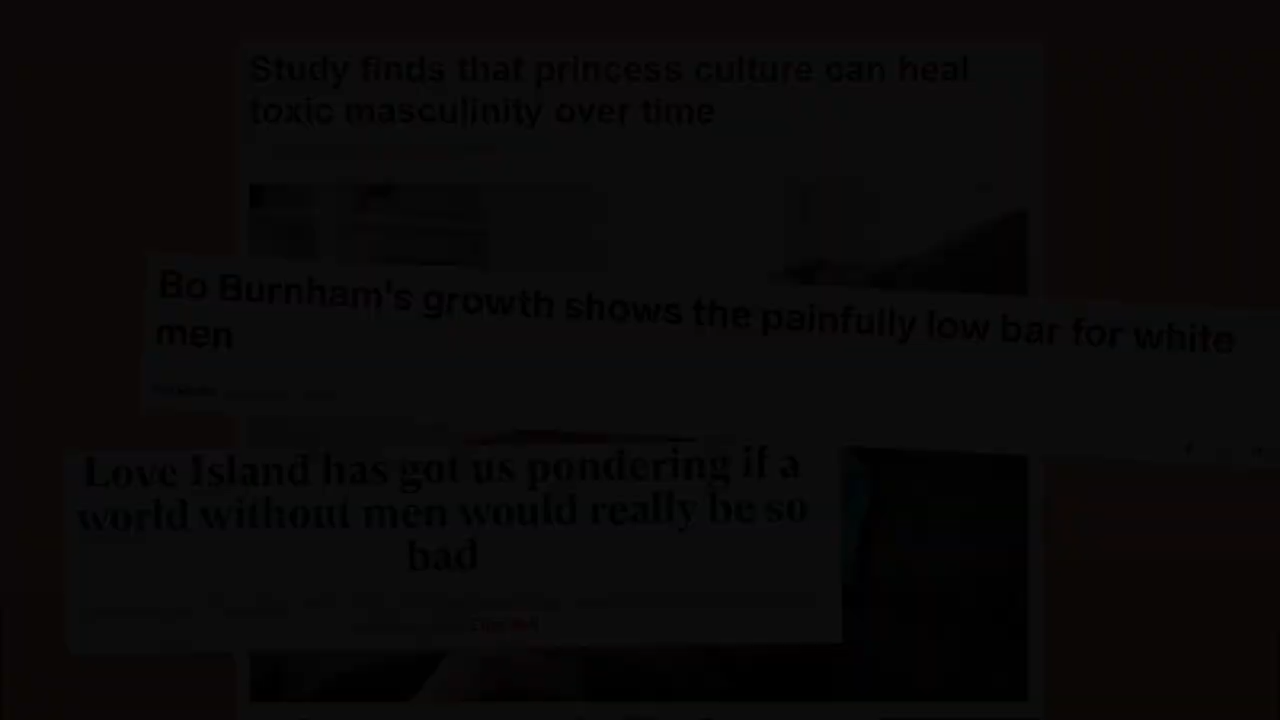 Study finds that princess culture can heal
toxic masculinity over time
Bo Burnham's growth shows the painfully low bar for white
men
Love Island has got us pondering if a
world without men would really be so
bad